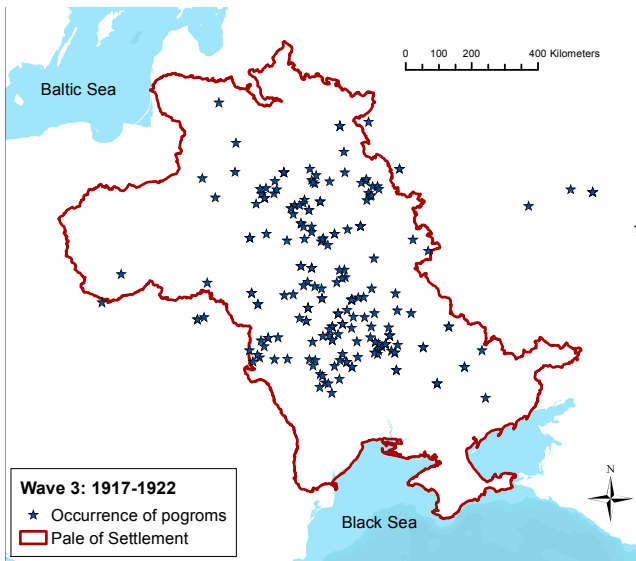 Baltic Sea
0 100 200 400 Kilometers
Wave 3: 1917-1922
Occurrence of pogroms
Pale of Settlement
Black Sea
N